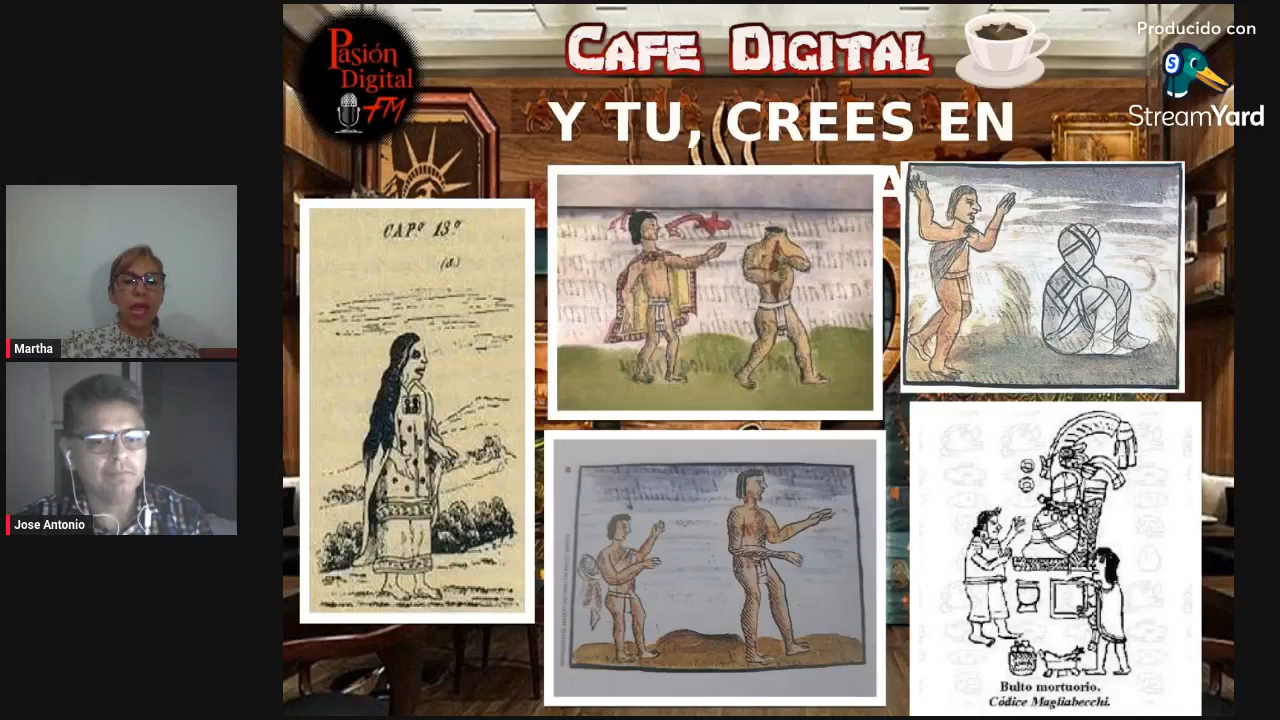 Pasión
Digital
FM
CAFE DIGITAL
Producido con
StreamYard
Y TU, CREES EN
A
CAPº 13º
(a)
Martha
Jose Antonio
Bulto mortuorio.
Códice Magliabecchi.